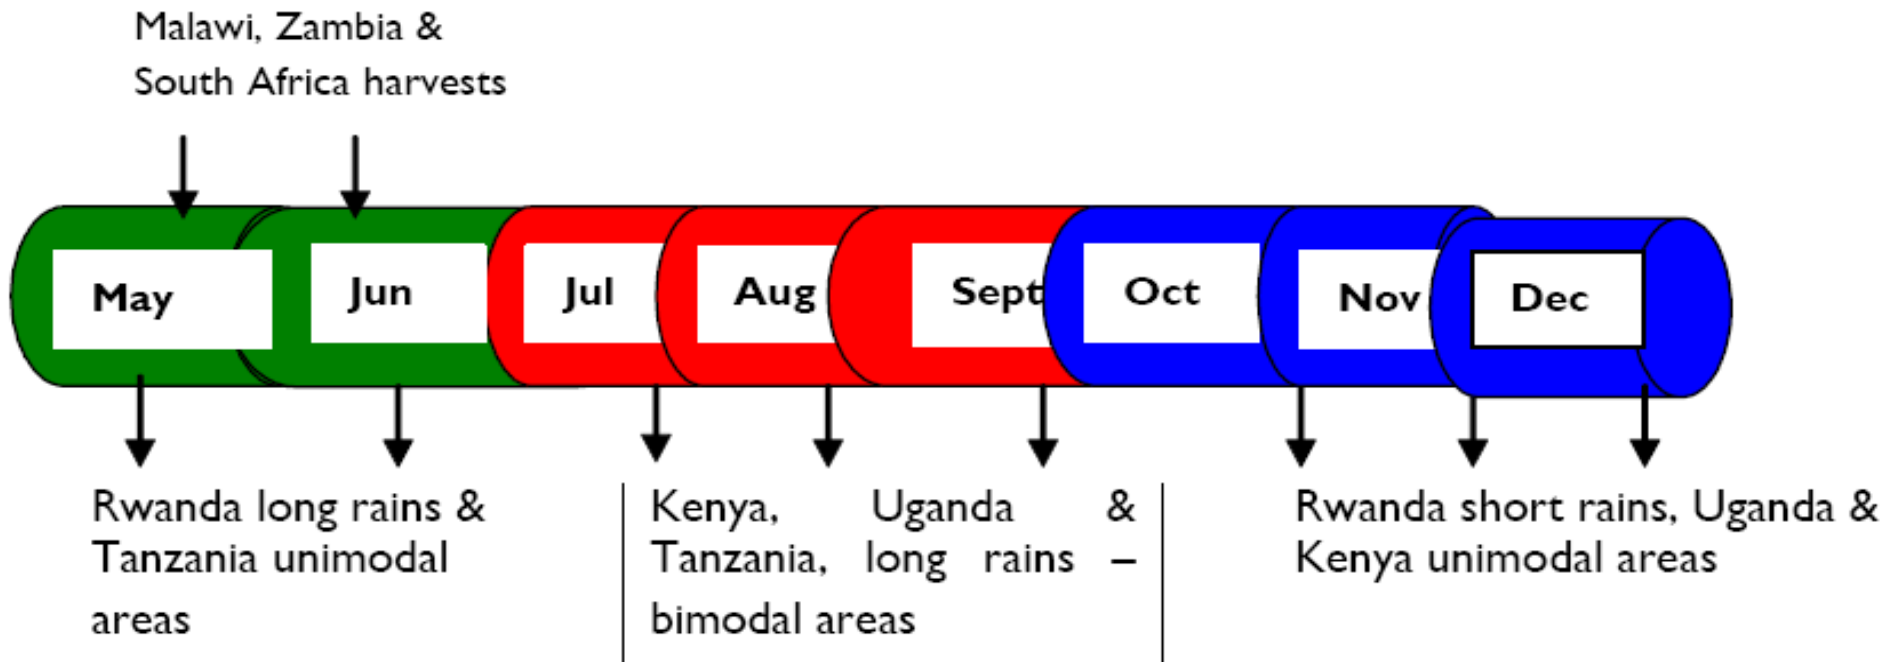 Malawi, Zambia &
South Africa harvests
May
Jun
Jul
Aug
Sept
Oct
Nov
Dec
Rwanda long rains &
Tanzania unimodal
areas
Kenya, Uganda &
Tanzania, long rains –
bimodal areas
Rwanda short rains, Uganda &
Kenya unimodal areas